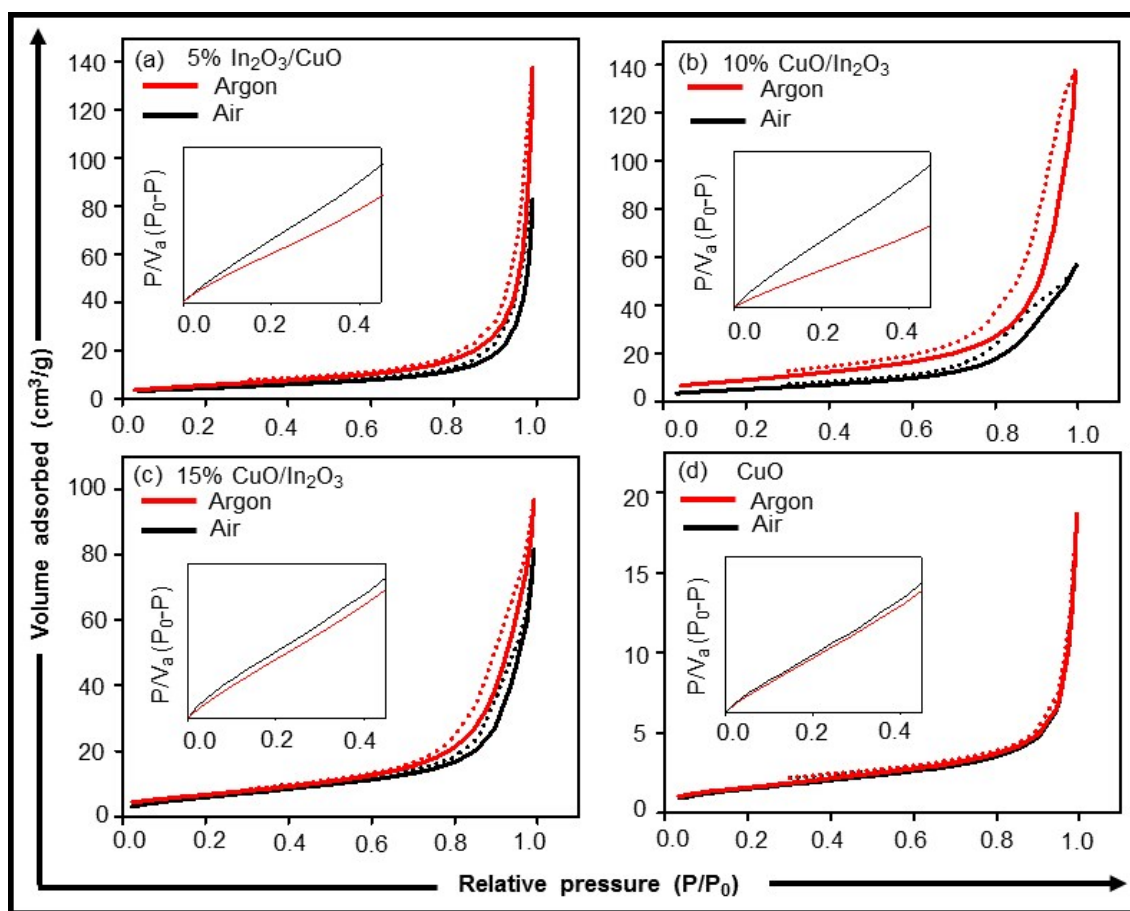 Volume adsorbed (cm³/g)
(a) 5% In₂O₃/CuO
Argon
Air
140
120
100
80
60
40
20
0
P/Vₐ (P₀-P)
0.0 0.2 0.4
0.0 0.2 0.4 0.6 0.8 1.0
(b) 10% CuO/In₂O₃
Argon
Air
140
120
100
80
60
40
20
0
P/Vₐ (P₀-P)
0.0 0.2 0.4
0.0 0.2 0.4 0.6 0.8 1.0
(c) 15% CuO/In₂O₃
Argon
Air
100
80
60
40
20
0
P/Vₐ (P₀-P)
0.0 0.2 0.4
0.0 0.2 0.4 0.6 0.8 1.0
(d) CuO
Argon
Air
20
15
10
5
0
P/Vₐ (P₀-P)
0.0 0.2 0.4
0.0 0.2 0.4 0.6 0.8 1.0
Relative pressure (P/P₀)